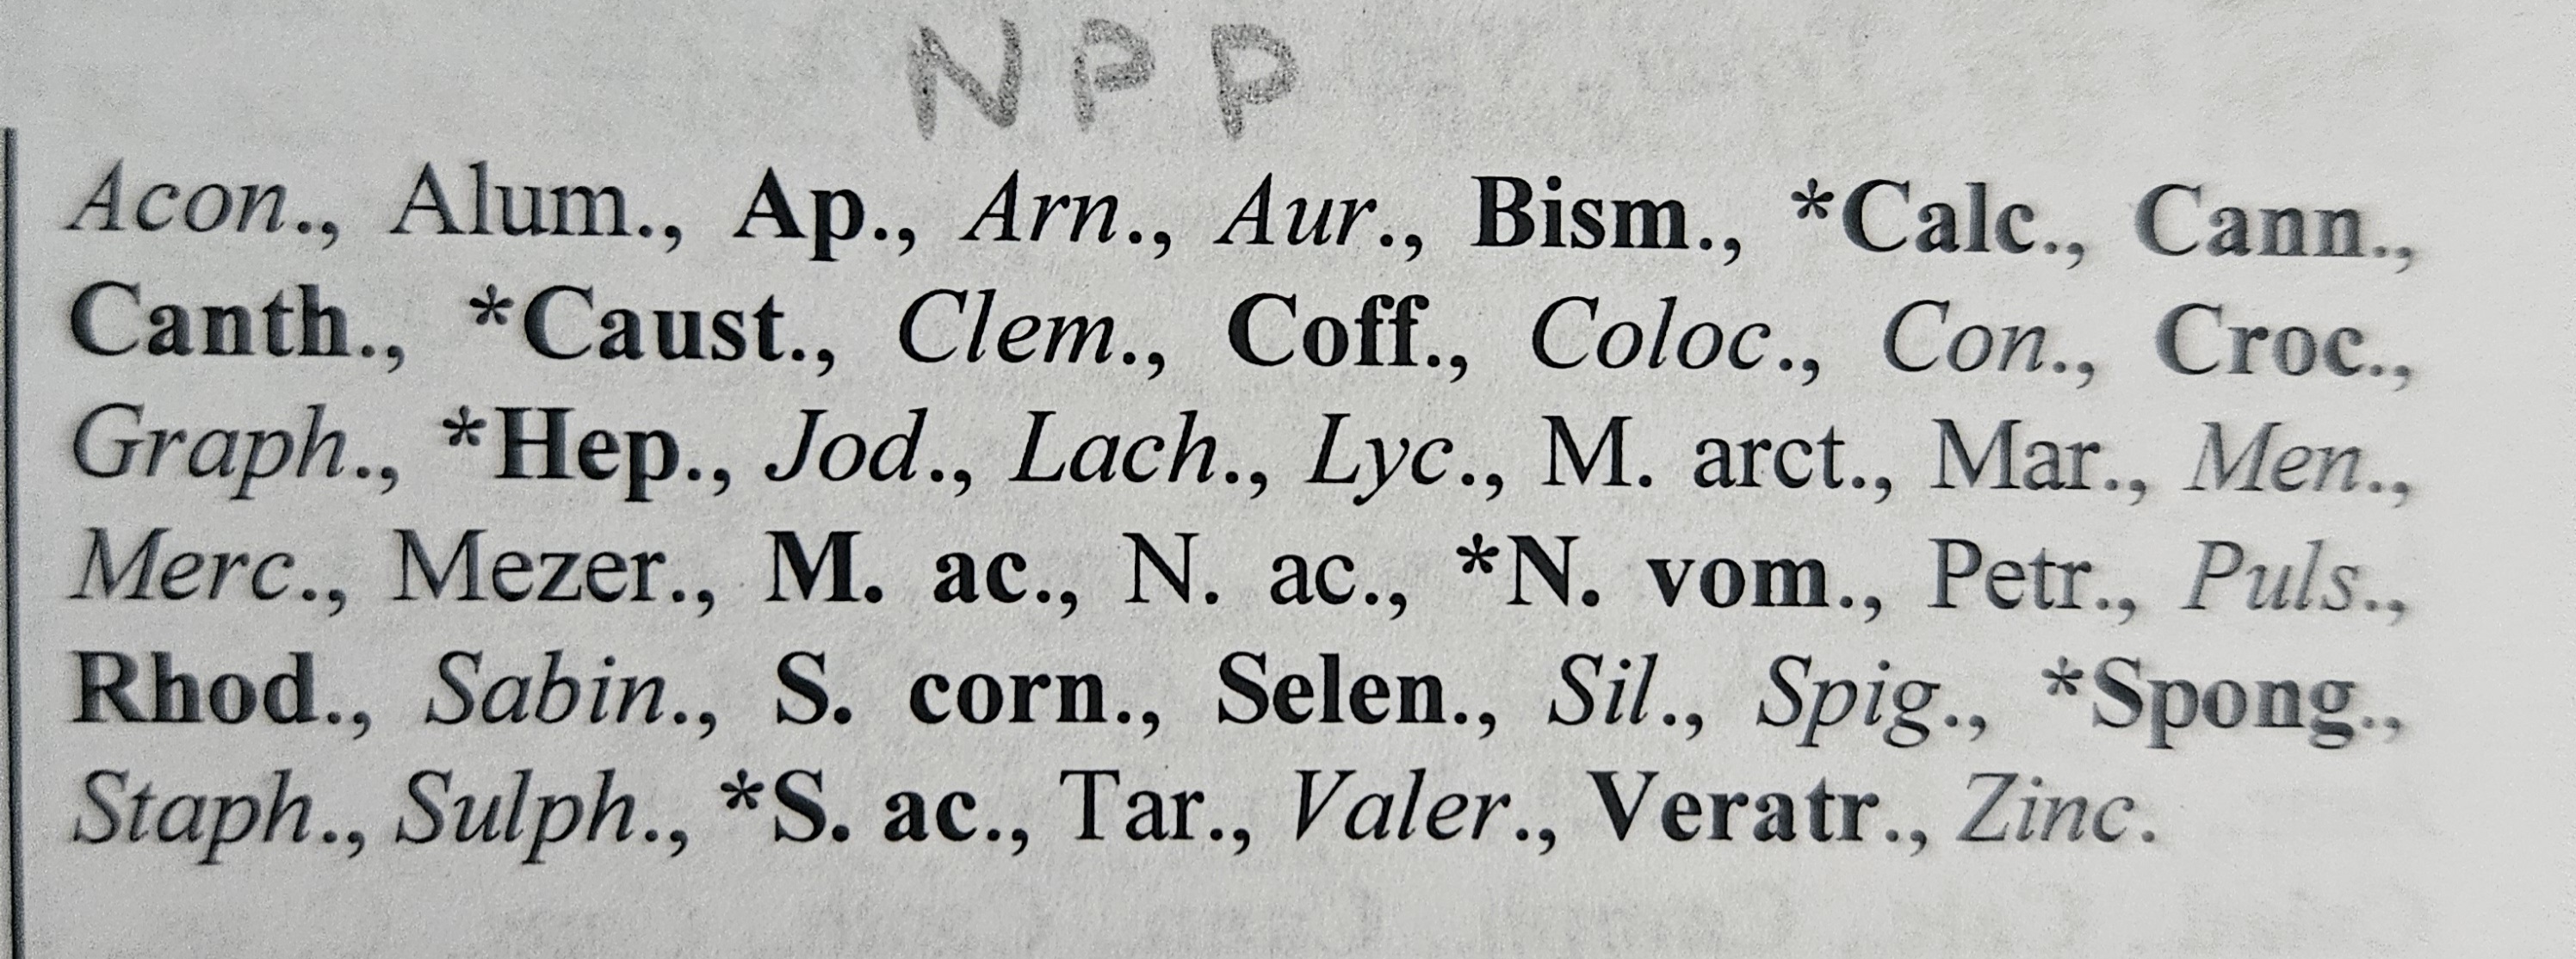 NPP
Acon., Alum., Ap., Arn., Aur., Bism., *Calc., Cann.,
Canth., *Caust., Clem., Coff., Coloc., Con., Croc.,
Graph., *Hep., Jod., Lach., Lyc., M. arct., Mar., Men.,
Merc., Mezer., M. ac., N. ac., *N. vom., Petr., Puls.,
Rhod., Sabin., S. corn., Selen., Sil., Spig., *Spong.,
Staph., Sulph., *S. ac., Tar., Valer., Veratr., Zinc.